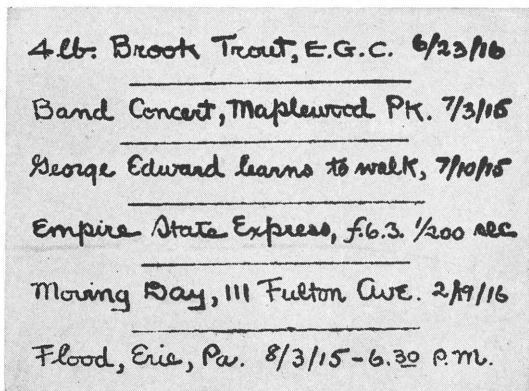 4 lb. Brook Trout, E.G.C. 6/23/16
Band Concert, Maplewood Pk. 7/3/15
George Edward learns to walk, 7/10/15
Empire State Express, f.6.3. 1/200 sec
Moving Day, 111 Fulton Ave. 2/19/16
Flood, Erie, Pa. 8/3/15-6.30 P.M.